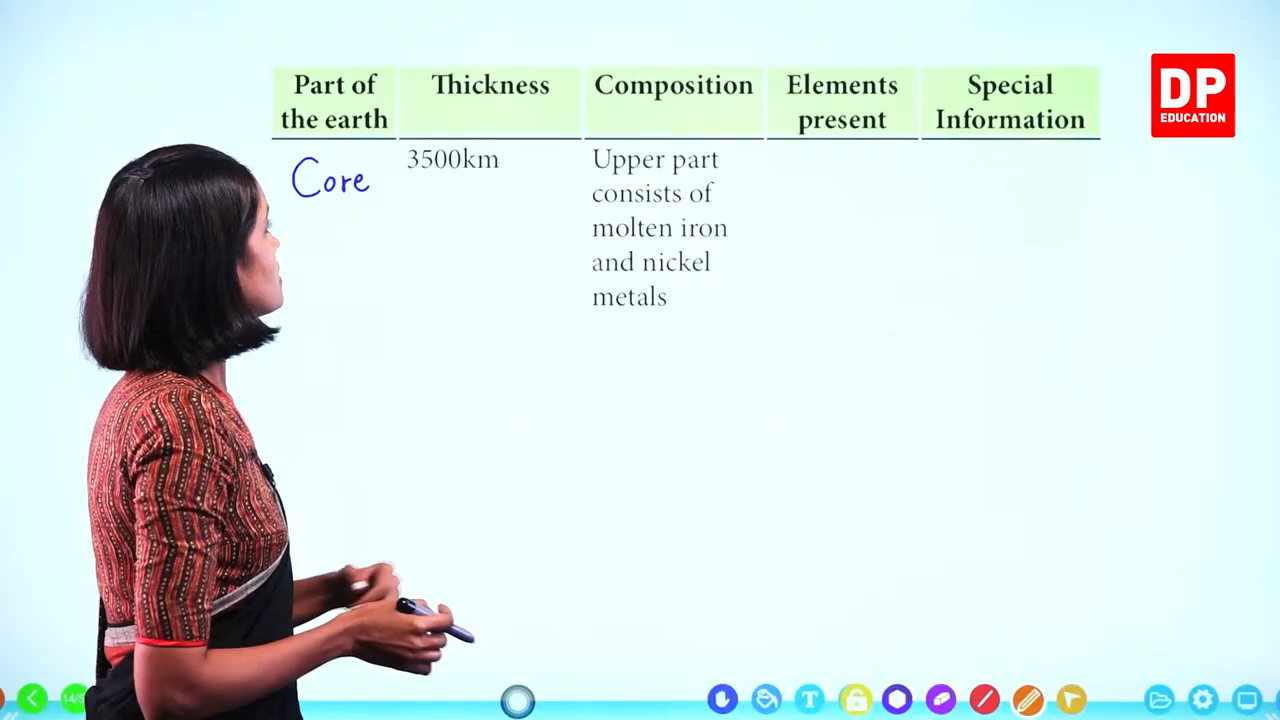 Part of
the earth
Thickness
Composition
Elements
present
Special
Information
DP
EDUCATION
Core
3500km
Upper part
consists of
molten iron
and nickel
metals
T